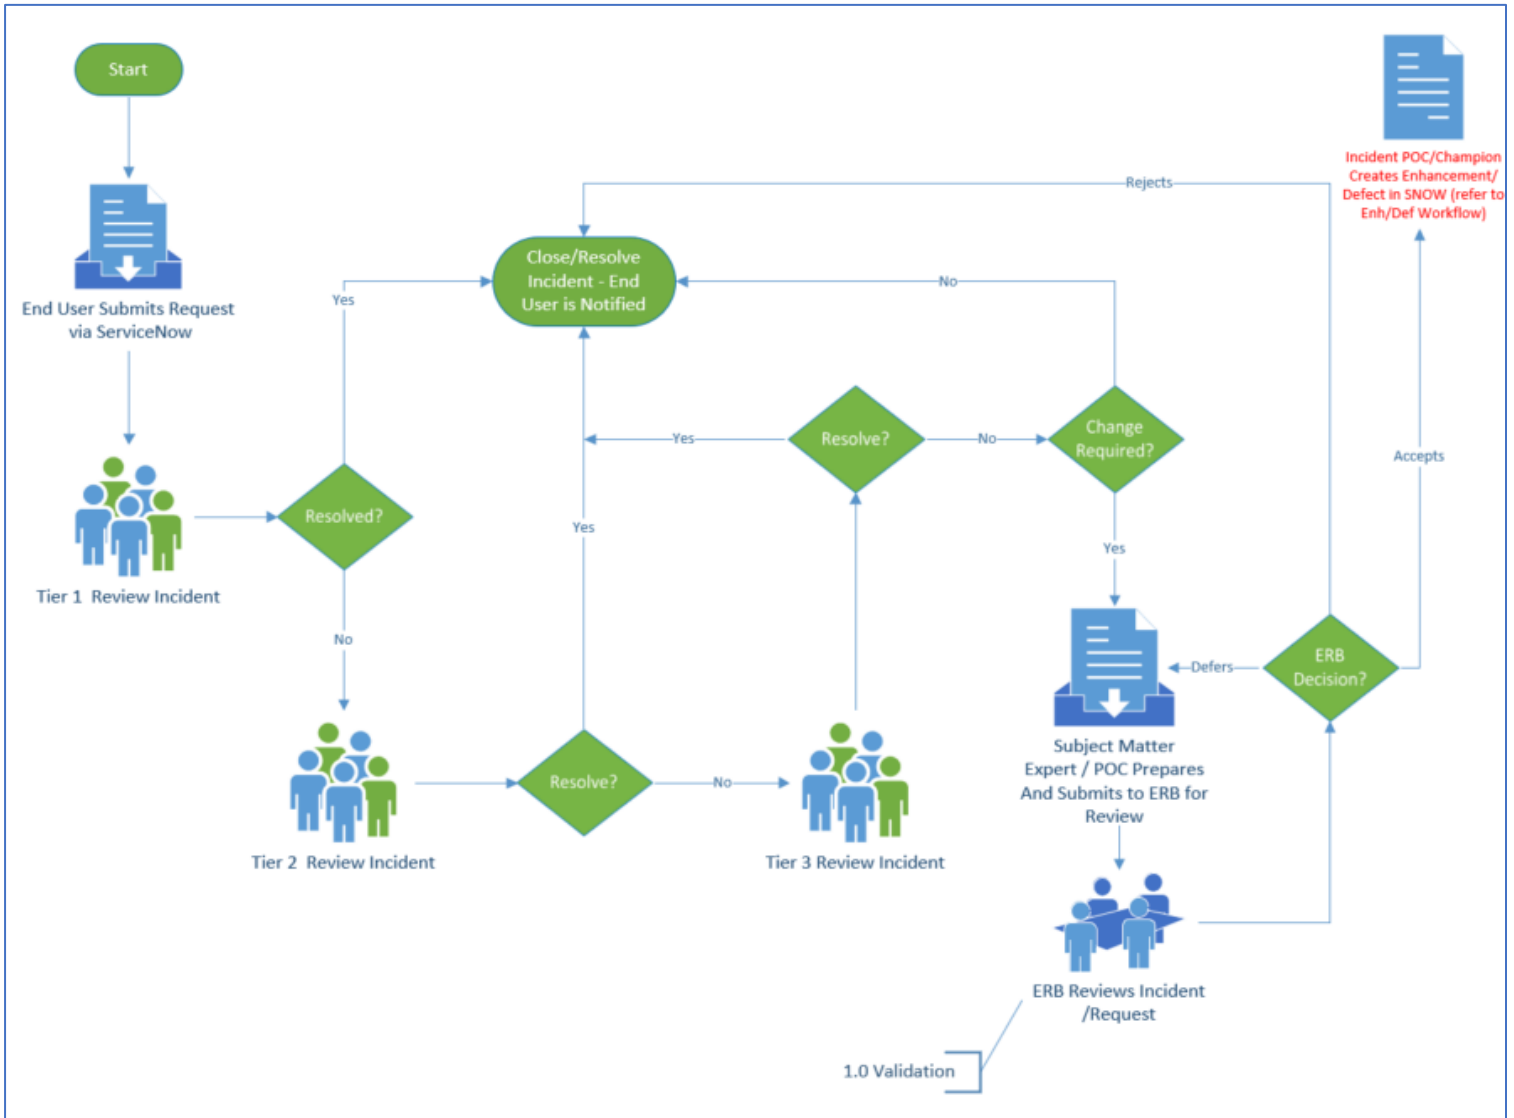 Start
End User Submits Request
via ServiceNow
Tier 1 Review Incident
Resolved?
Yes
No
Tier 2 Review Incident
Resolve?
Yes
No
Close/Resolve
Incident - End
User is Notified
Tier 3 Review Incident
Resolve?
Yes
No
Change
Required?
No
Yes
Subject Matter
Expert / POC Prepares
And Submits to ERB for
Review
ERB Reviews Incident
/Request
1.0 Validation
ERB
Decision?
Defers
Rejects
Accepts
Incident POC/Champion
Creates Enhancement/
Defect in SNOW (refer to
Enh/Def Workflow)